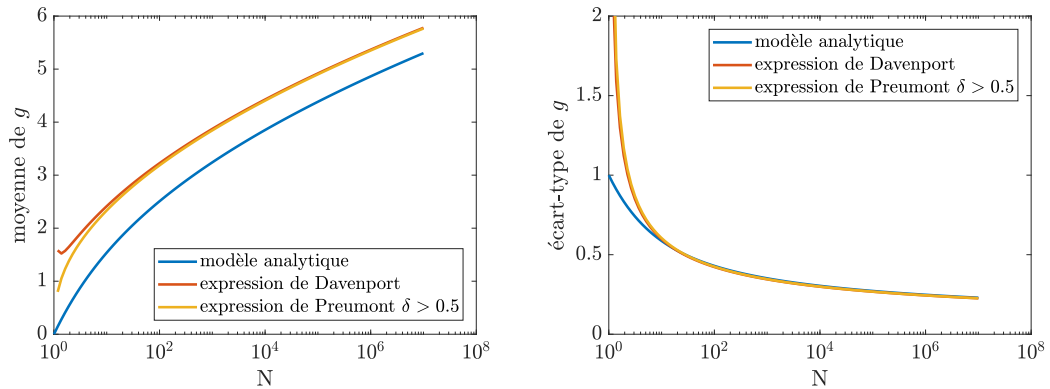 6
5
4
3
2
1
0
moyenne de g
10^0 10^2 10^4 10^6 10^8
N
modèle analytique
expression de Davenport
expression de Preumont δ > 0.5
2
1.5
1
0.5
0
écart-type de g
10^0 10^2 10^4 10^6 10^8
N
modèle analytique
expression de Davenport
expression de Preumont δ > 0.5